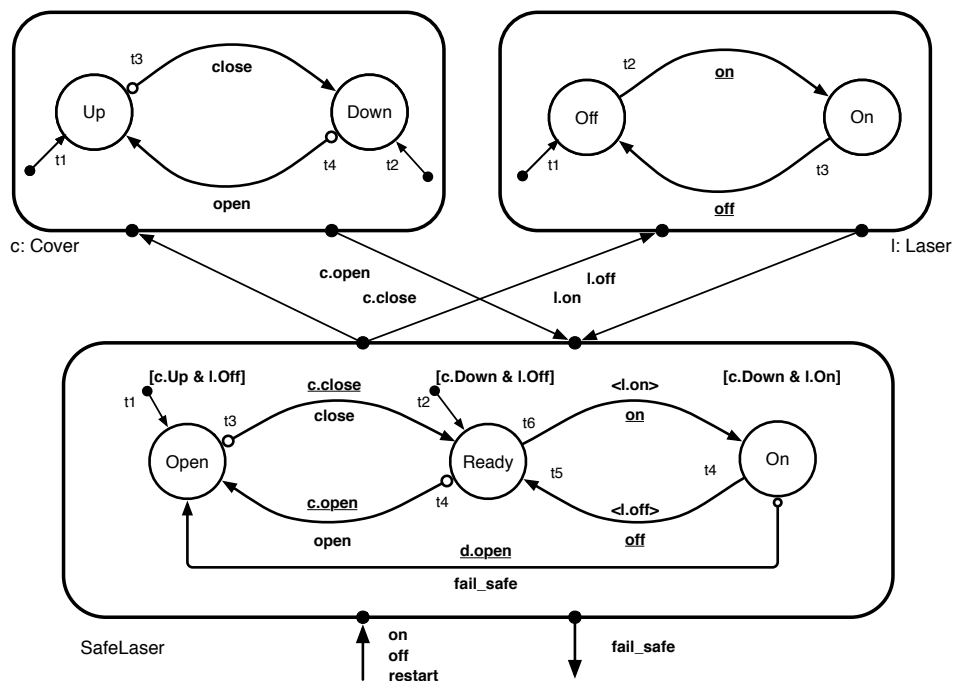 t3
close
Up
Down
t1
t4
t2
open
c: Cover
t2
on
Off
On
t1
t3
off
l: Laser
c.open
c.close
l.off
l.on
[c.Up & l.Off]
c.close
[c.Down & l.Off]
<l.on>
[c.Down & l.On]
t1
t3
close
t2
t6
on
Open
Ready
On
t5
t4
c.open
t4
<l.off>
open
off
d.open
fail_safe
SafeLaser
on
off
restart
fail_safe